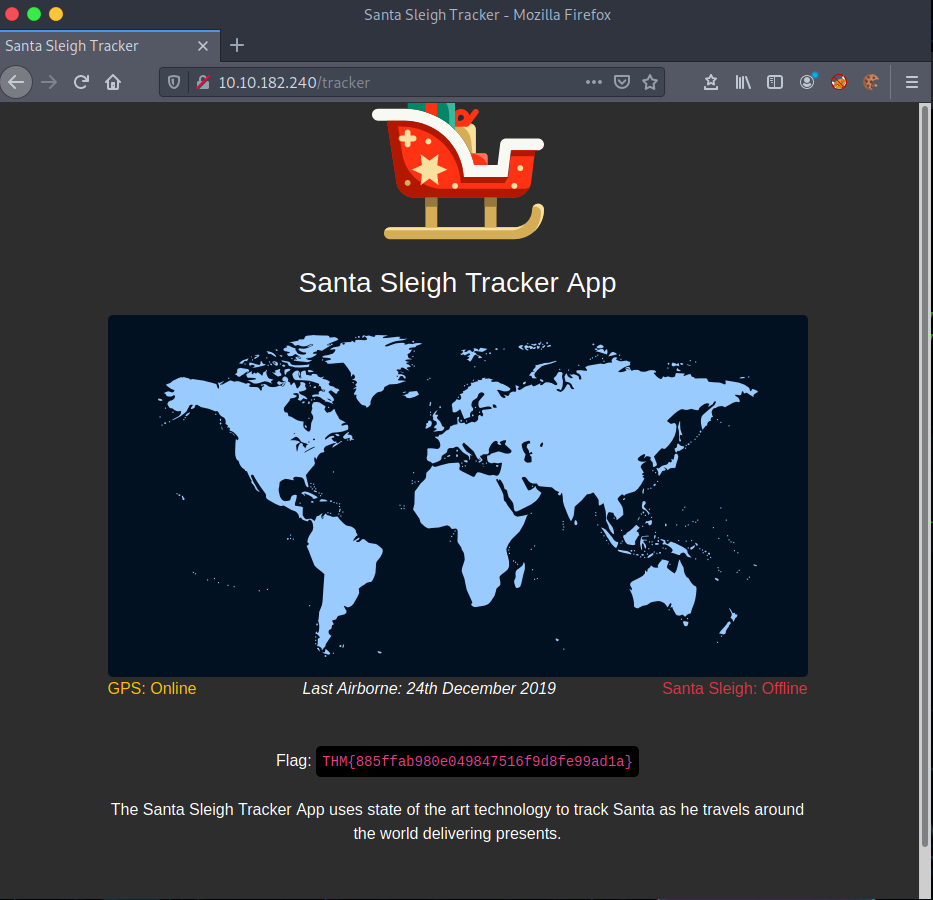 Santa Sleigh Tracker - Mozilla Firefox
Santa Sleigh Tracker
10.10.182.240/tracker
Santa Sleigh Tracker App
GPS: Online Last Airborne: 24th December 2019 Santa Sleigh: Offline
Flag: THM{885ffab980e049847516f9d8fe99ad1a}
The Santa Sleigh Tracker App uses state of the art technology to track Santa as he travels around
the world delivering presents.